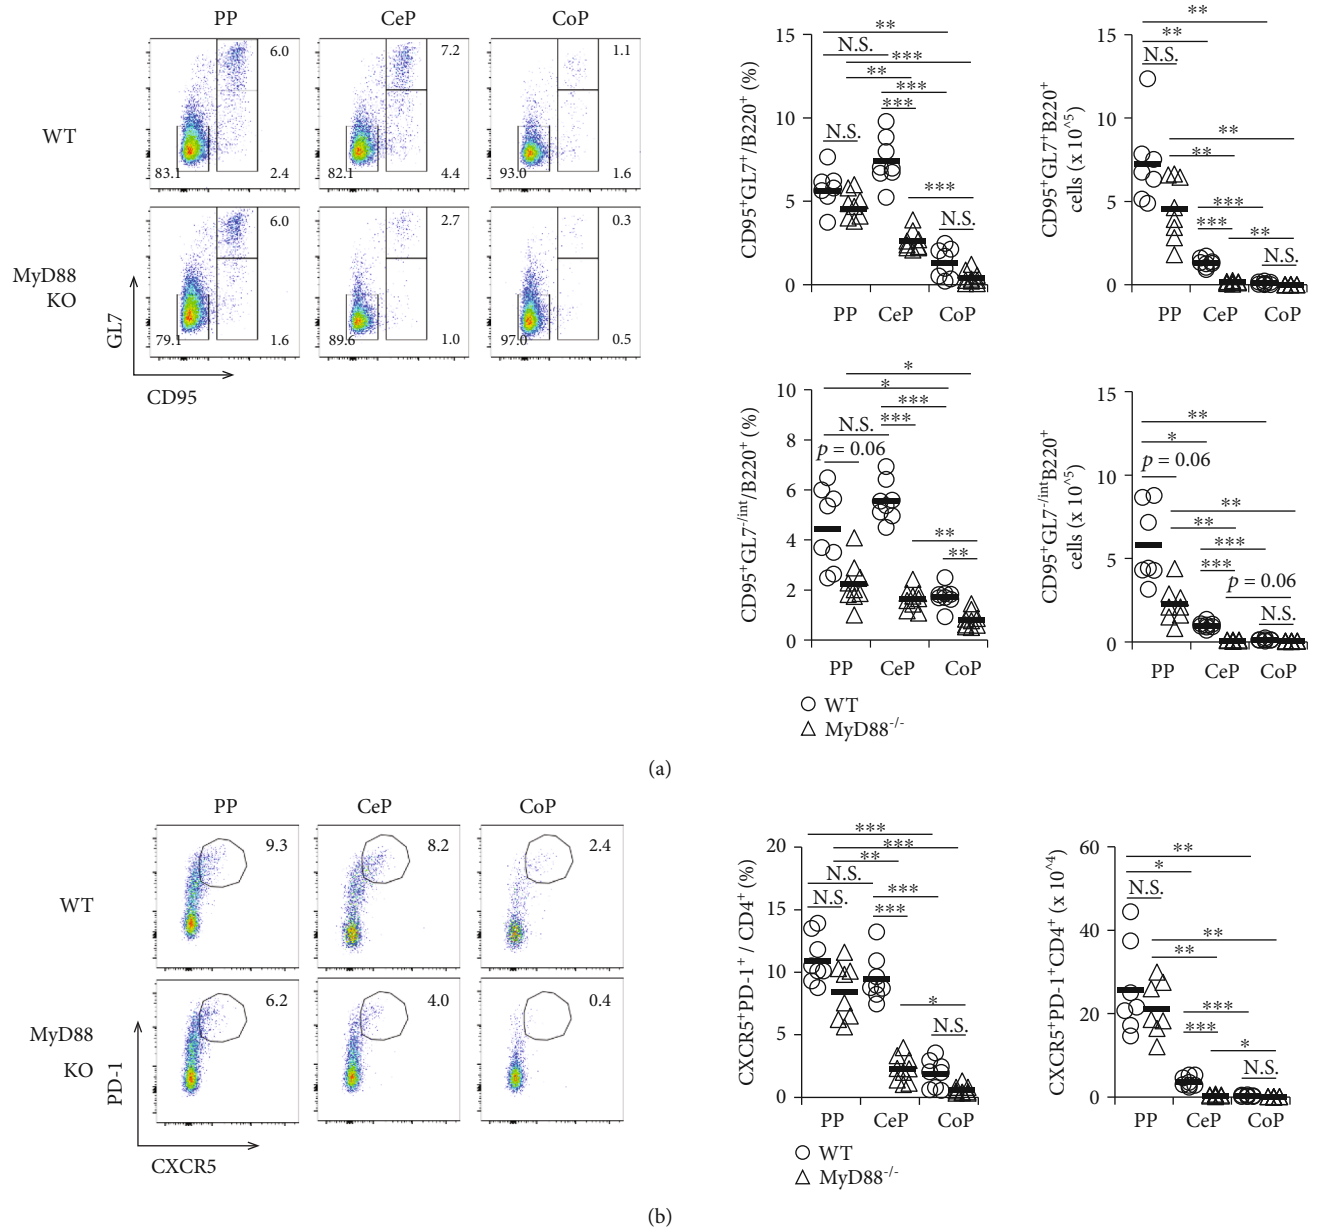 PP CeP CoP
WT
6.0 7.2 1.1
83.1 2.4 82.1 4.4 93.0 1.6
MyD88
KO
6.0 2.7 0.3
79.1 1.6 89.6 1.0 97.0 0.5
GL7
CD95
CD95⁺GL7⁺/B220⁺ (%)
15
10
5
0
**
N.S.
***
**
***
***
N.S.
***
N.S.
PP CeP CoP
CD95⁺GL7⁺B220⁺
cells (x 10^⁵)
15
10
5
0
**
**
N.S.
**
**
***
***
**
N.S.
PP CeP CoP
CD95⁺GL7⁻/ⁱⁿᵗ/B220⁺ (%)
10
8
6
4
2
0
*
*
***
***
N.S.
p = 0.06
**
**
PP CeP CoP
CD95⁺GL7⁻/ⁱⁿᵗB220⁺
cells (x 10^⁵)
15
10
5
0
**
*
p = 0.06
**
**
***
***
p = 0.06
N.S.
PP CeP CoP
WT
MyD88⁻/⁻
(a)
PP CeP CoP
WT
9.3 8.2 2.4
MyD88
KO
6.2 4.0 0.4
PD-1
CXCR5
CXCR5⁺PD-1⁺ / CD4⁺ (%)
20
15
10
5
0
***
***
**
N.S.
N.S.
***
***
*
N.S.
PP CeP CoP
CXCR5⁺PD-1⁺CD4⁺ (x 10^⁴)
60
40
20
0
**
*
N.S.
**
**
***
***
*
N.S.
PP CeP CoP
WT
MyD88⁻/⁻
(b)